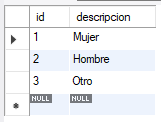 id descripcion
1 Mujer
2 Hombre
3 Otro
NULL NULL